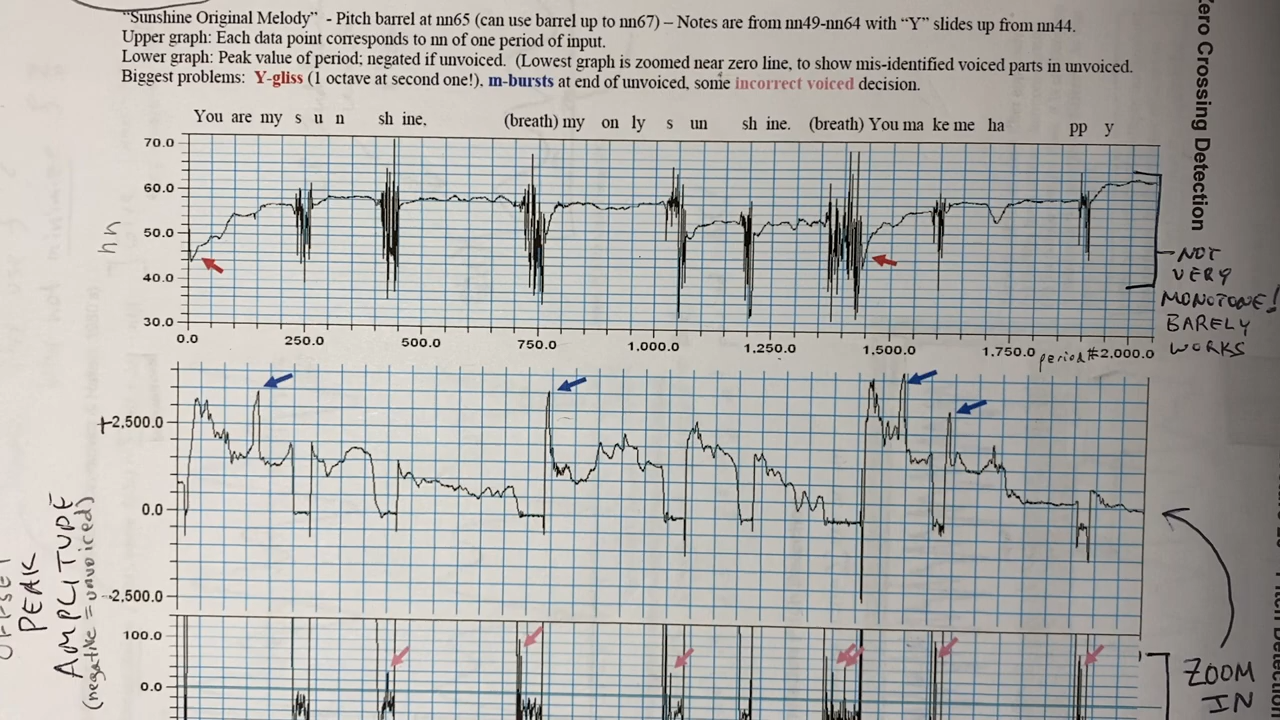 "Sunshine Original Melody" - Pitch barrel at nn65 (can use barrel up to nn67) – Notes are from nn49-nn64 with "Y" slides up from nn44.
Upper graph: Each data point corresponds to nn of one period of input.
Lower graph: Peak value of period; negated if unvoiced. (Lowest graph is zoomed near zero line, to show mis-identified voiced parts in unvoiced.
Biggest problems: Y-gliss (1 octave at second one!), m-bursts at end of unvoiced, some incorrect voiced decision.
You are my s u n sh ine, (breath) my on ly s un sh ine. (breath) You ma ke me ha pp y
70.0
60.0
50.0
40.0
30.0
nn
0.0 250.0 500.0 750.0 1.000.0 1.250.0 1.500.0 1.750.0 period # 2.000.0
Zero Crossing Detection
NOT
VERY
MONOTONE!
BARELY
WORKS
+2,500.0
0.0
-2,500.0
PEAK
AMPLITUDE
(negative = unvoiced)
100.0
0.0
ZOOM
IN